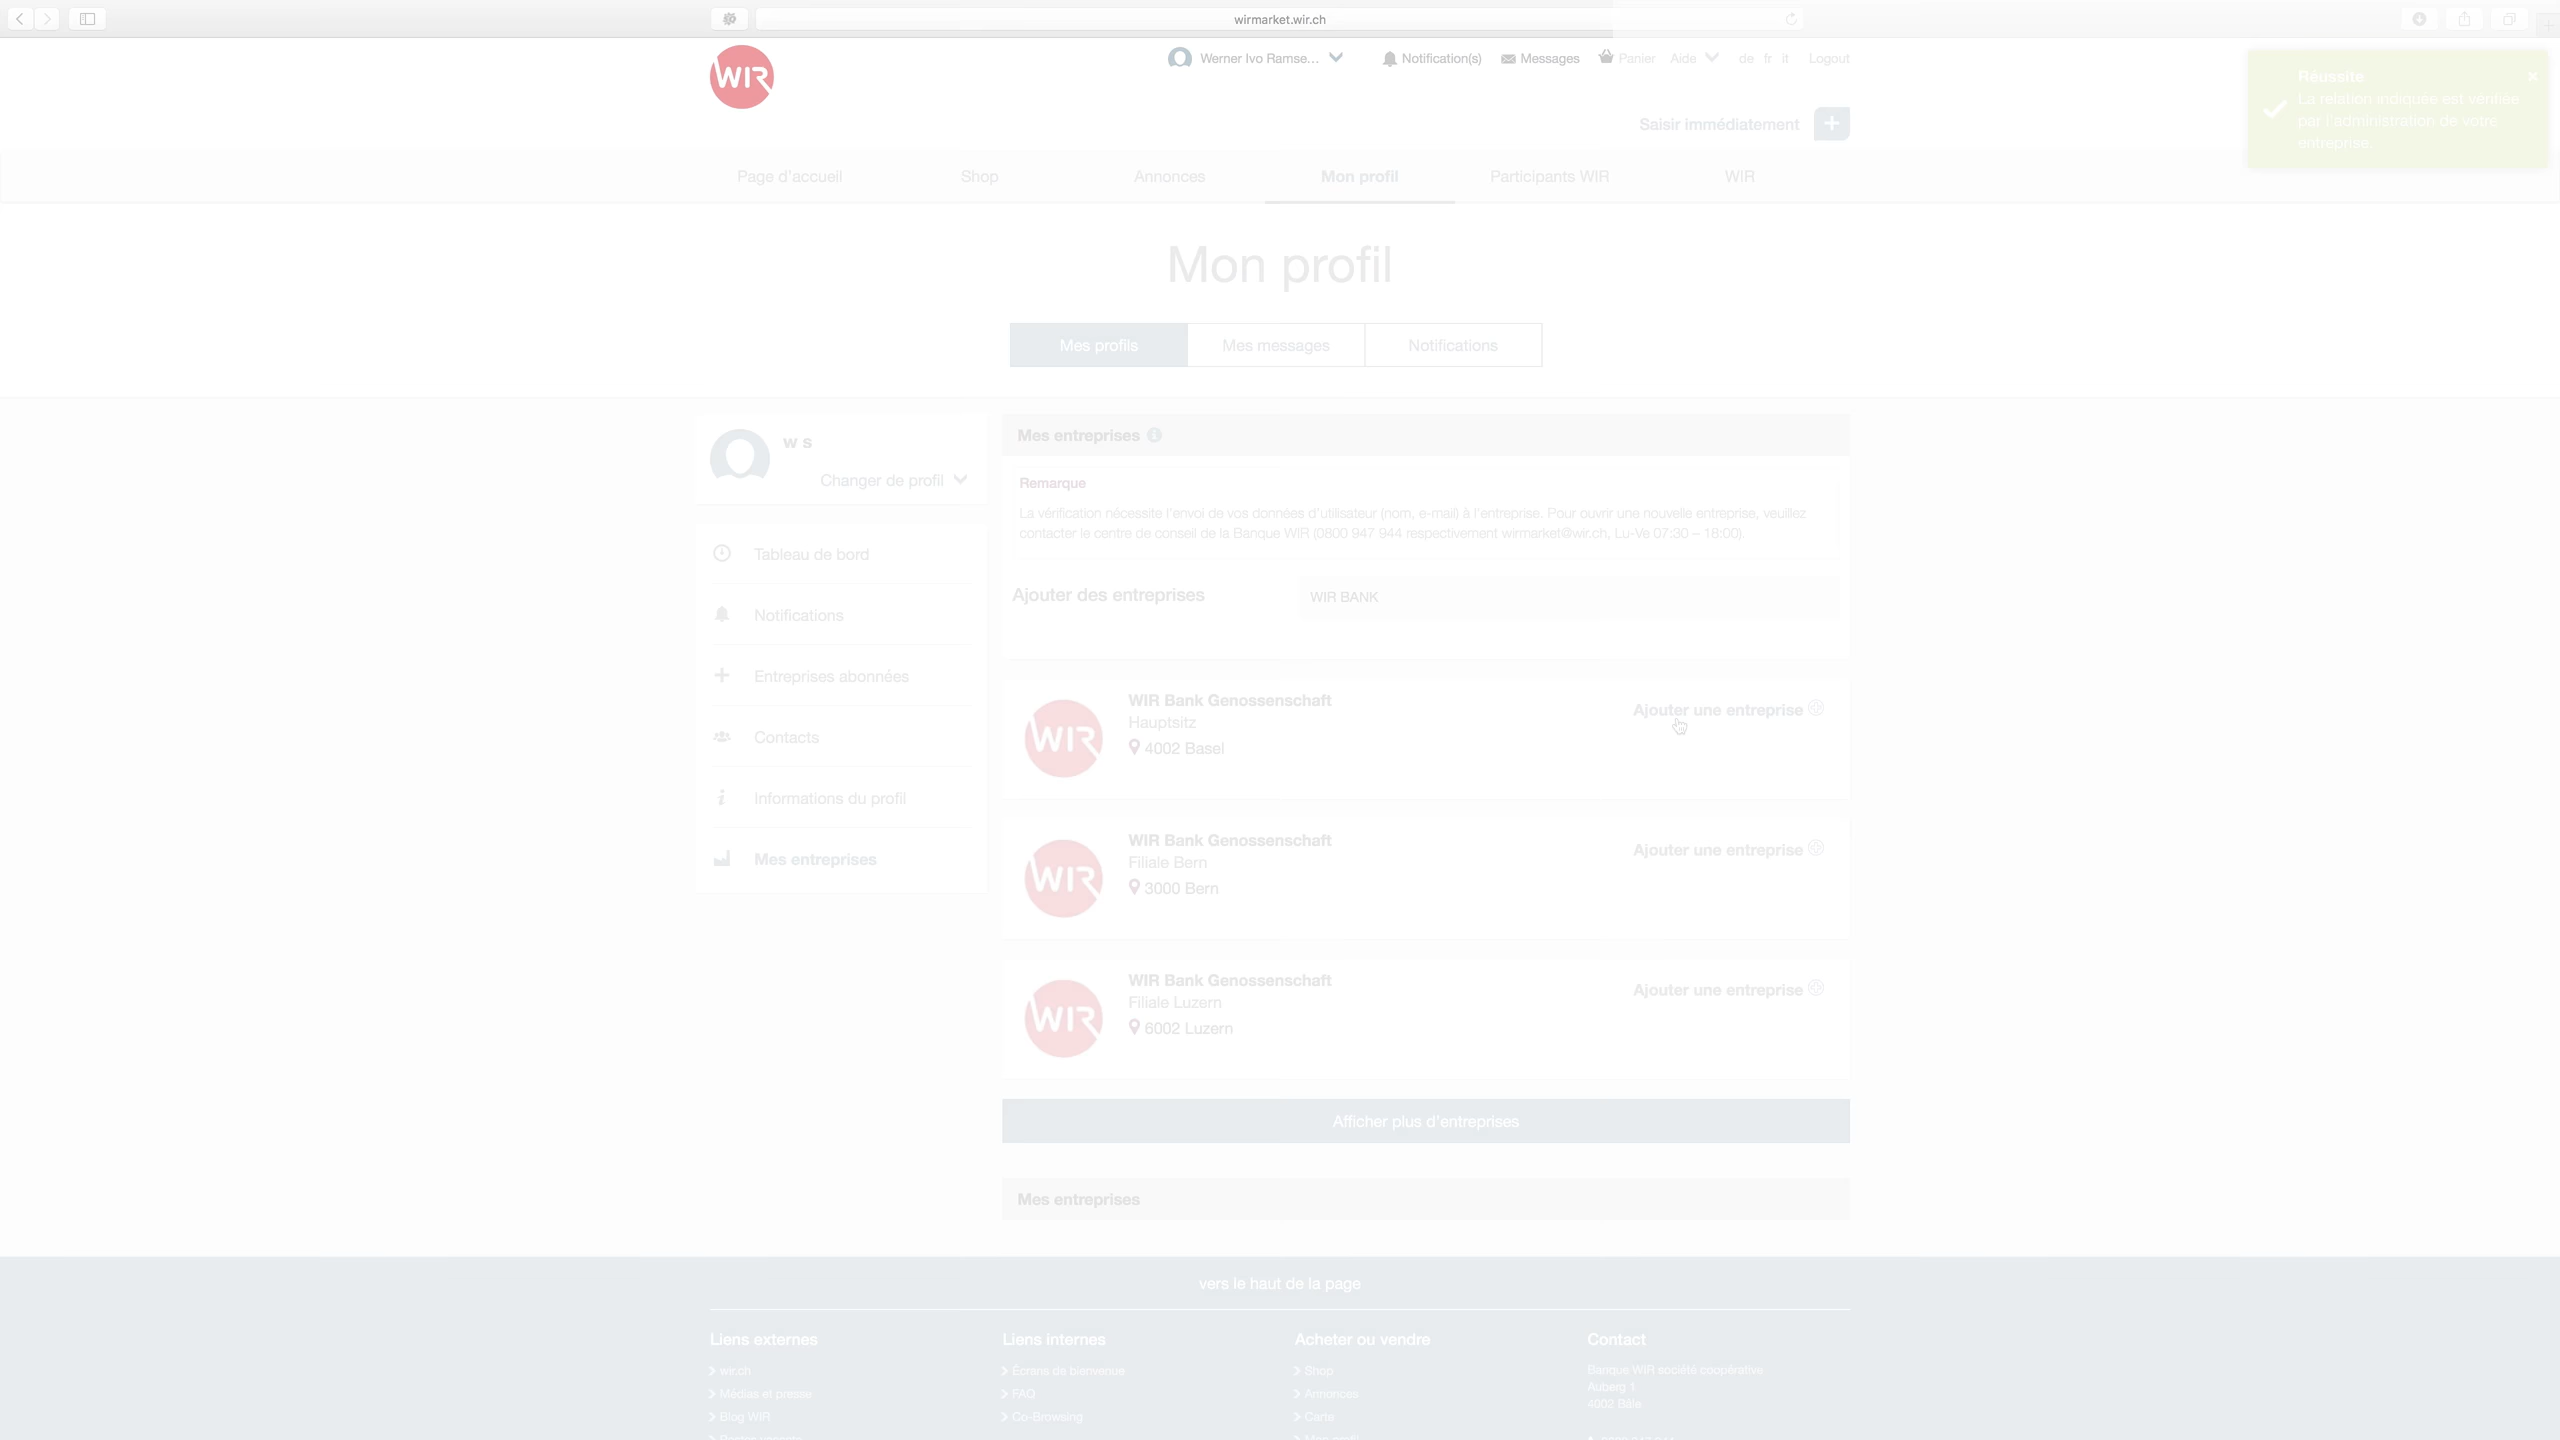 wirmarket.wir.ch
WIR
Werner Ivo Ramse...
Notification(s)
Messages
Panier
Aide
de fr it
Logout
Réussite
La relation indiquée est vérifiée
par l'administration de votre
entreprise.
Saisir immédiatement
Page d'accueil
Shop
Annonces
Mon profil
Participants WIR
WIR
Mon profil
Mes profils
Mes messages
Notifications
w s
Changer de profil
Tableau de bord
Notifications
Entreprises abonnées
Contacts
Informations du profil
Mes entreprises
Mes entreprises
Remarque
La vérification nécessite l'envoi de vos données d'utilisateur (nom, e-mail) à l'entreprise. Pour ouvrir une nouvelle entreprise, veuillez
contacter le centre de conseil de la Banque WIR (0800 947 944 respectivement wirmarket@wir.ch, Lu-Ve 07:30 – 18:00).
Ajouter des entreprises
WIR BANK
WIR
WIR Bank Genossenschaft
Hauptsitz
4002 Basel
Ajouter une entreprise
WIR
WIR Bank Genossenschaft
Filiale Bern
3000 Bern
Ajouter une entreprise
WIR
WIR Bank Genossenschaft
Filiale Luzern
6002 Luzern
Ajouter une entreprise
Afficher plus d'entreprises
Mes entreprises
vers le haut de la page
Liens externes
wir.ch
Médias et presse
Blog WIR
Liens internes
Écrans de bienvenue
FAQ
Co-Browsing
Acheter ou vendre
Shop
Annonces
Carte
Mon profil
Contact
Banque WIR société coopérative
Auberg 1
4002 Bâle